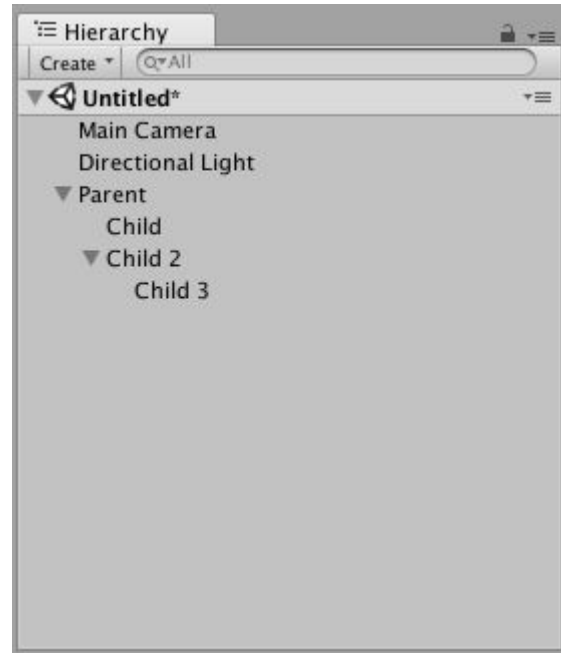 Hierarchy
Create All
Untitled*
Main Camera
Directional Light
Parent
Child
Child 2
Child 3